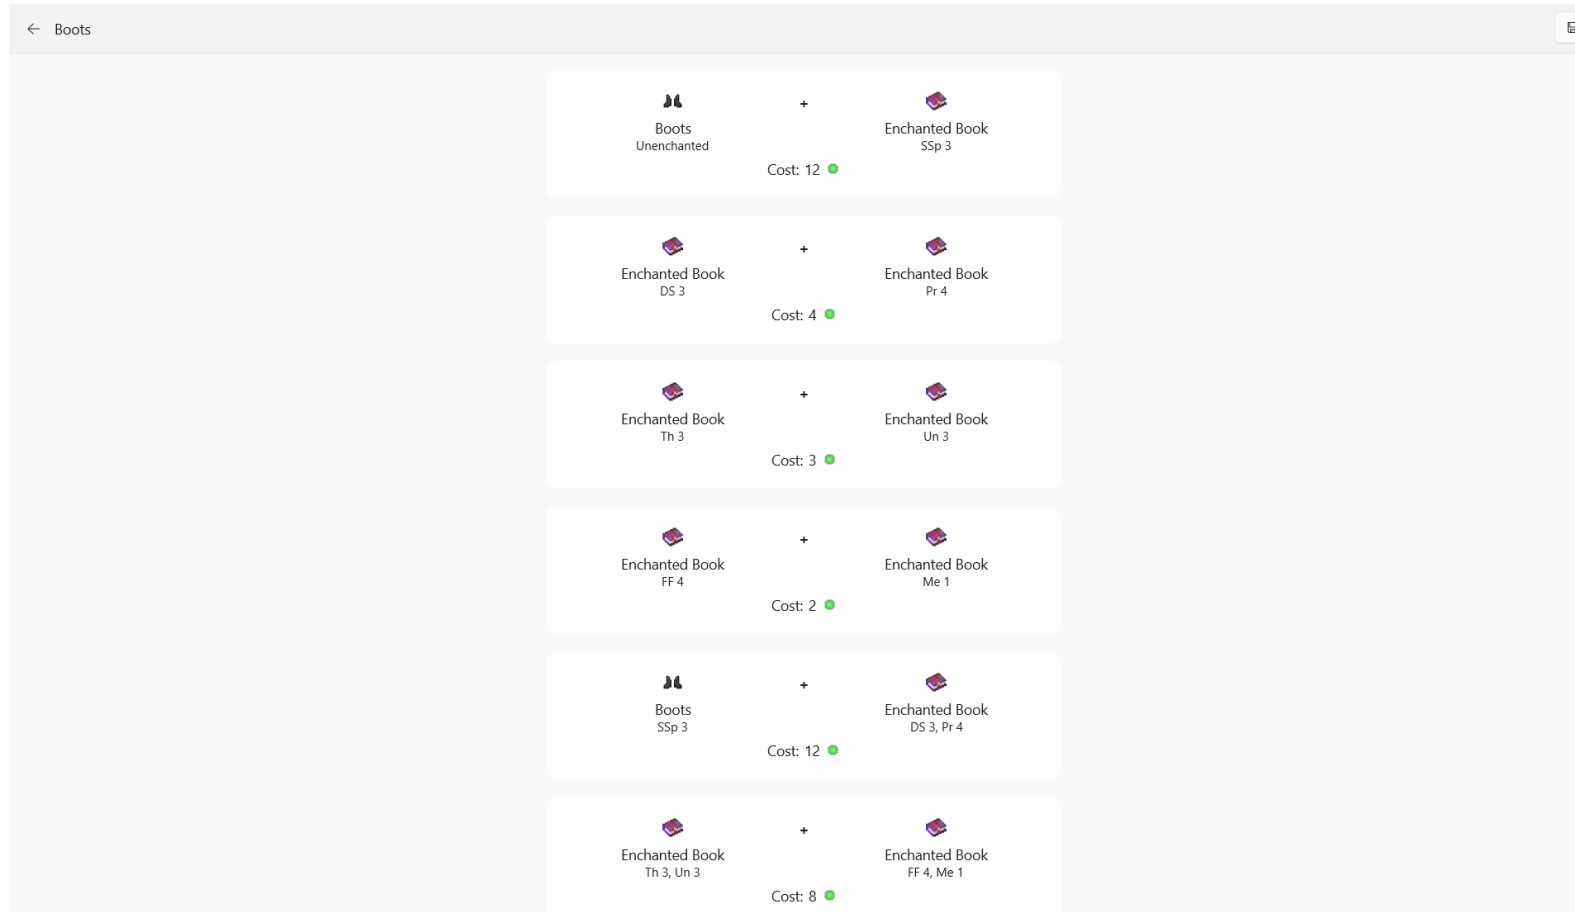 Boots
+
Boots
Enchanted Book
Unenchanted
SSp 3
Cost: 12
+
Enchanted Book
Enchanted Book
DS 3
Pr 4
Cost: 4
+
Enchanted Book
Enchanted Book
Th 3
Un 3
Cost: 3
+
Enchanted Book
Enchanted Book
FF 4
Me 1
Cost: 2
+
Boots
Enchanted Book
SSp 3
DS 3, Pr 4
Cost: 12
+
Enchanted Book
Enchanted Book
Th 3, Un 3
FF 4, Me 1
Cost: 8